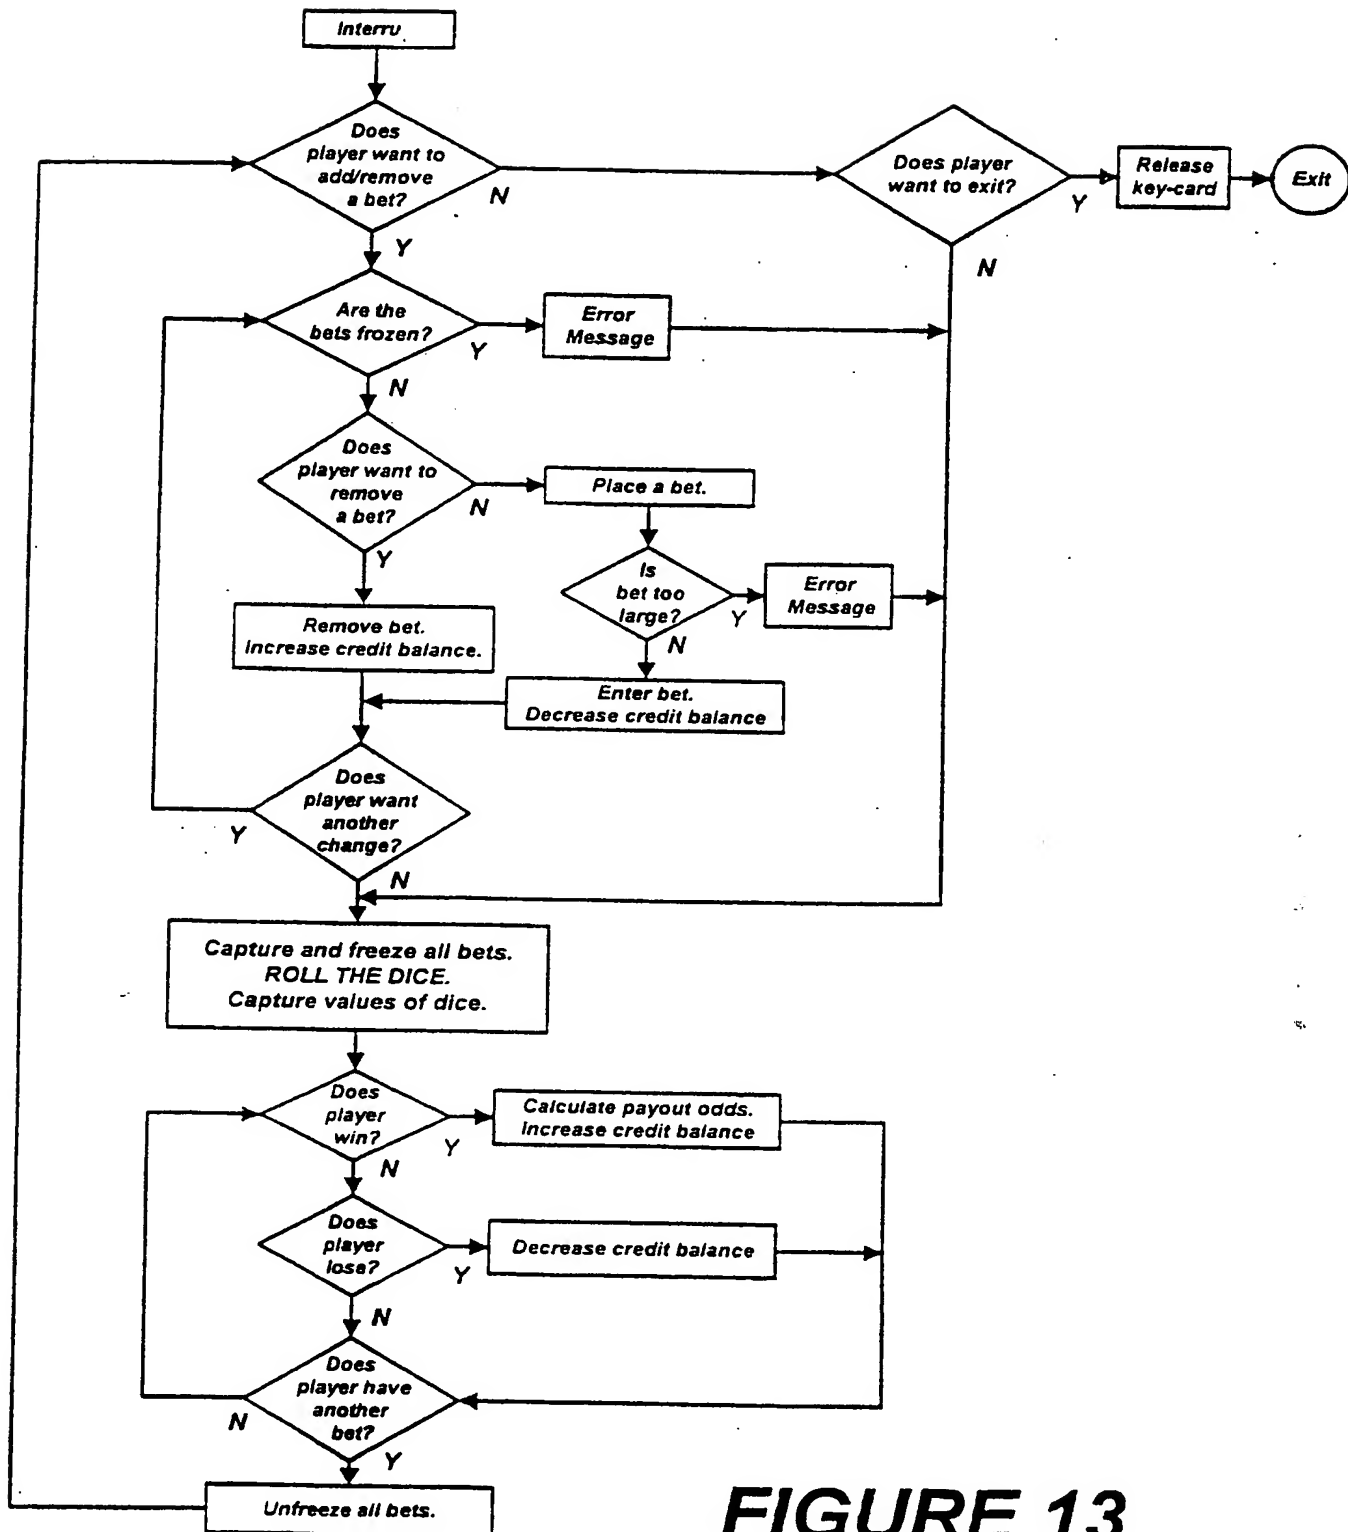 Interru
Does
player want to
add/remove
a bet?
N
Y
Does player
want to exit?
Y
N
Release
key-card
Exit
Are the
bets frozen?
Y
N
Error
Message
Does
player want to
remove
a bet?
N
Y
Place a bet.
Is
bet too
large?
Y
N
Error
Message
Remove bet.
Increase credit balance.
Enter bet.
Decrease credit balance
Does
player want
another
change?
Y
N
Capture and freeze all bets.
ROLL THE DICE.
Capture values of dice.
Does
player
win?
Y
N
Calculate payout odds.
Increase credit balance
Does
player
lose?
Y
N
Decrease credit balance
Does
player have
another
bet?
N
Y
Unfreeze all bets.
FIGURE 13